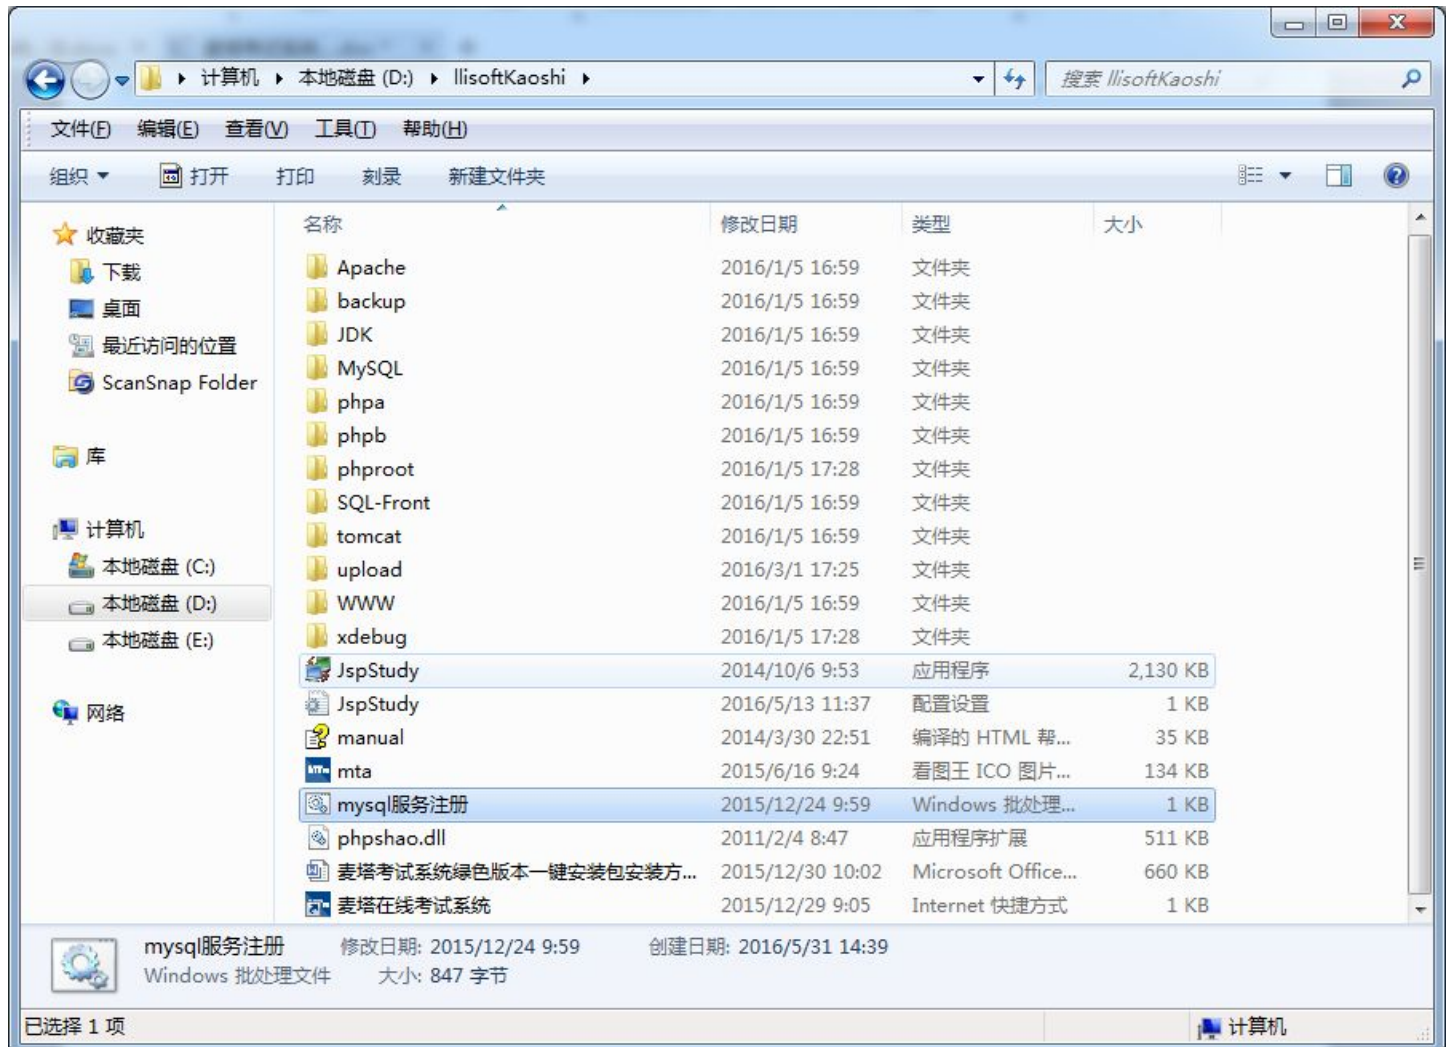 计算机 本地磁盘 (D:) llisoftKaoshi 搜索 llisoftKaoshi
文件(F) 编辑(E) 查看(V) 工具(T) 帮助(H)
组织 打开 打印 刻录 新建文件夹
收藏夹
下载
桌面
最近访问的位置
ScanSnap Folder
库
计算机
本地磁盘 (C:)
本地磁盘 (D:)
本地磁盘 (E:)
网络
名称 修改日期 类型 大小
Apache 2016/1/5 16:59 文件夹
backup 2016/1/5 16:59 文件夹
JDK 2016/1/5 16:59 文件夹
MySQL 2016/1/5 16:59 文件夹
phpa 2016/1/5 16:59 文件夹
phpb 2016/1/5 16:59 文件夹
phproot 2016/1/5 17:28 文件夹
SQL-Front 2016/1/5 16:59 文件夹
tomcat 2016/1/5 16:59 文件夹
upload 2016/3/1 17:25 文件夹
WWW 2016/1/5 16:59 文件夹
xdebug 2016/1/5 17:28 文件夹
JspStudy 2014/10/6 9:53 应用程序 2,130 KB
JspStudy 2016/5/13 11:37 配置设置 1 KB
manual 2014/3/30 22:51 编译的 HTML 帮... 35 KB
mta 2015/6/16 9:24 看图王 ICO 图片... 134 KB
mysql服务注册 2015/12/24 9:59 Windows 批处理... 1 KB
phpshao.dll 2011/2/4 8:47 应用程序扩展 511 KB
麦塔考试系统绿色版本一键安装包安装方... 2015/12/30 10:02 Microsoft Office... 660 KB
麦塔在线考试系统 2015/12/29 9:05 Internet 快捷方式 1 KB
mysql服务注册 修改日期: 2015/12/24 9:59 创建日期: 2016/5/31 14:39
Windows 批处理文件 大小: 847 字节
已选择 1 项 计算机